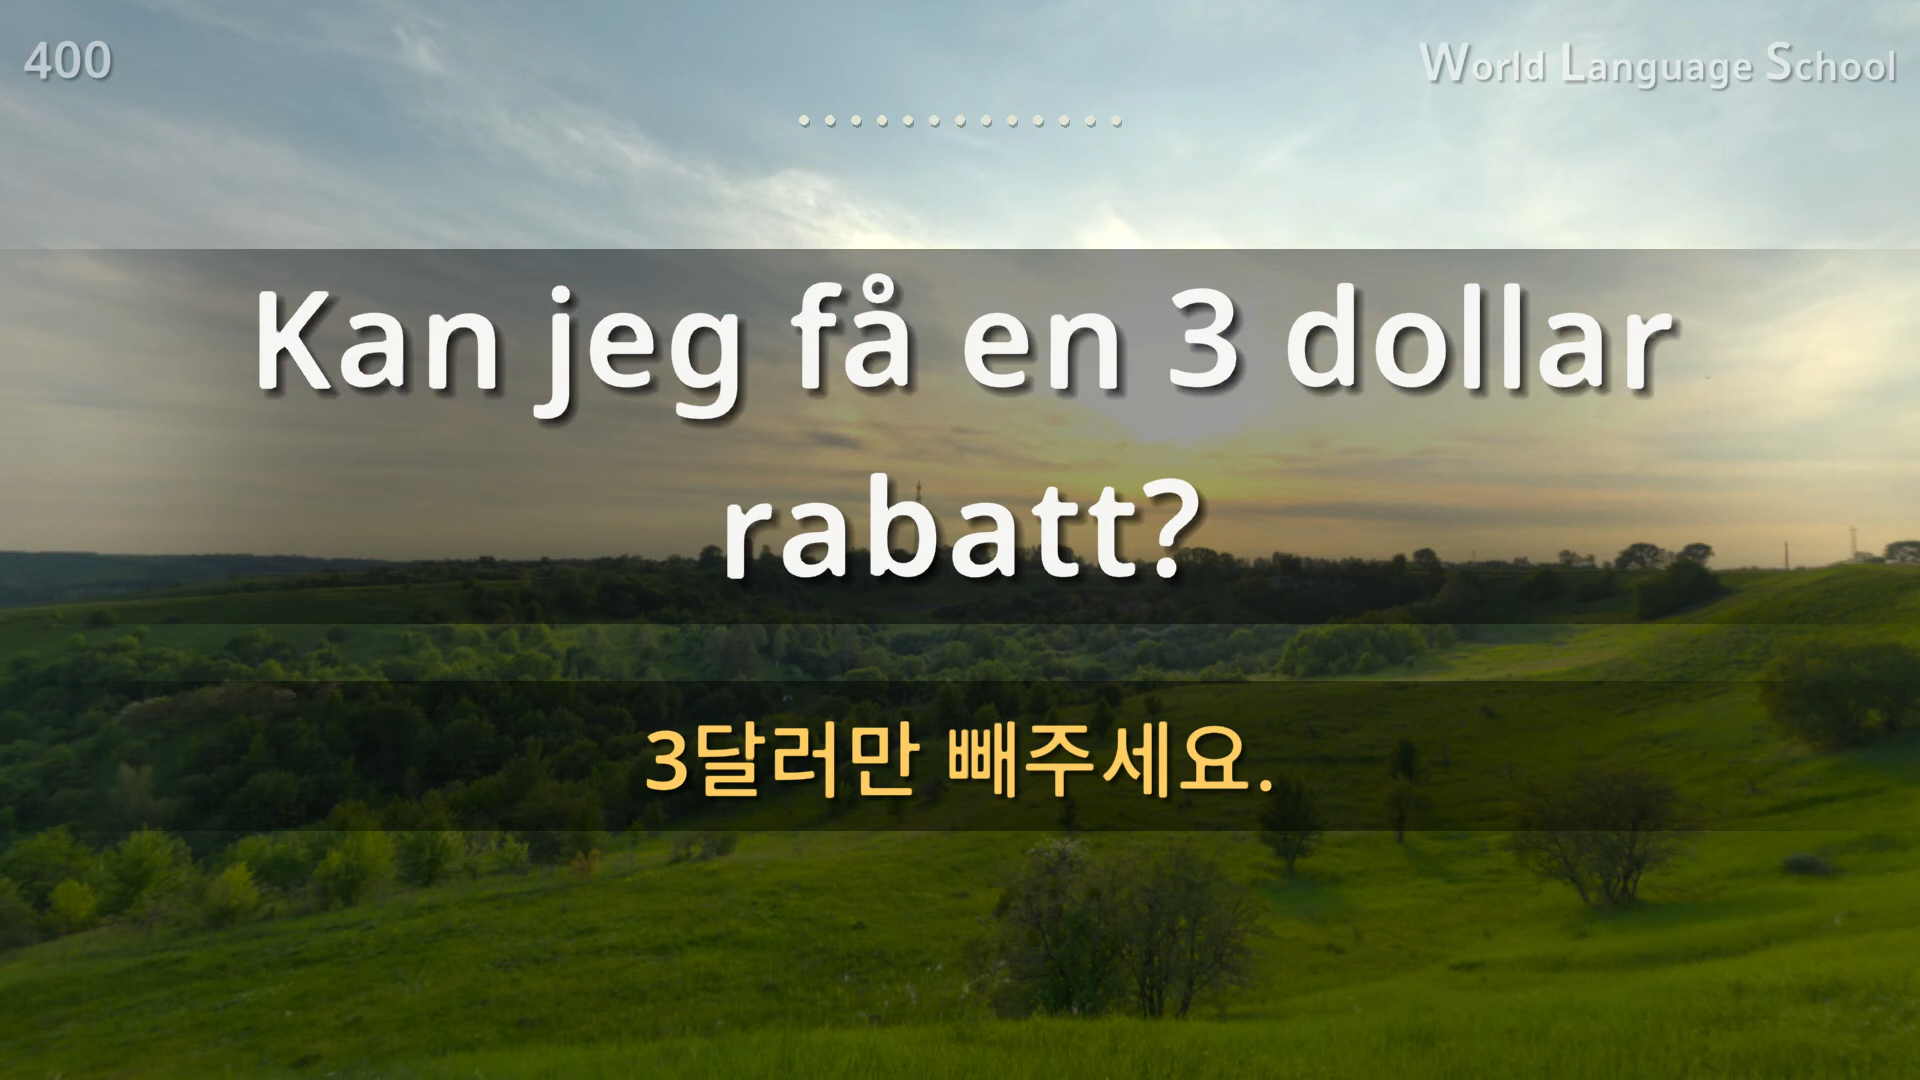 400
World Language School
Kan jeg få en 3 dollar
rabatt?
3달러만 빼주세요.